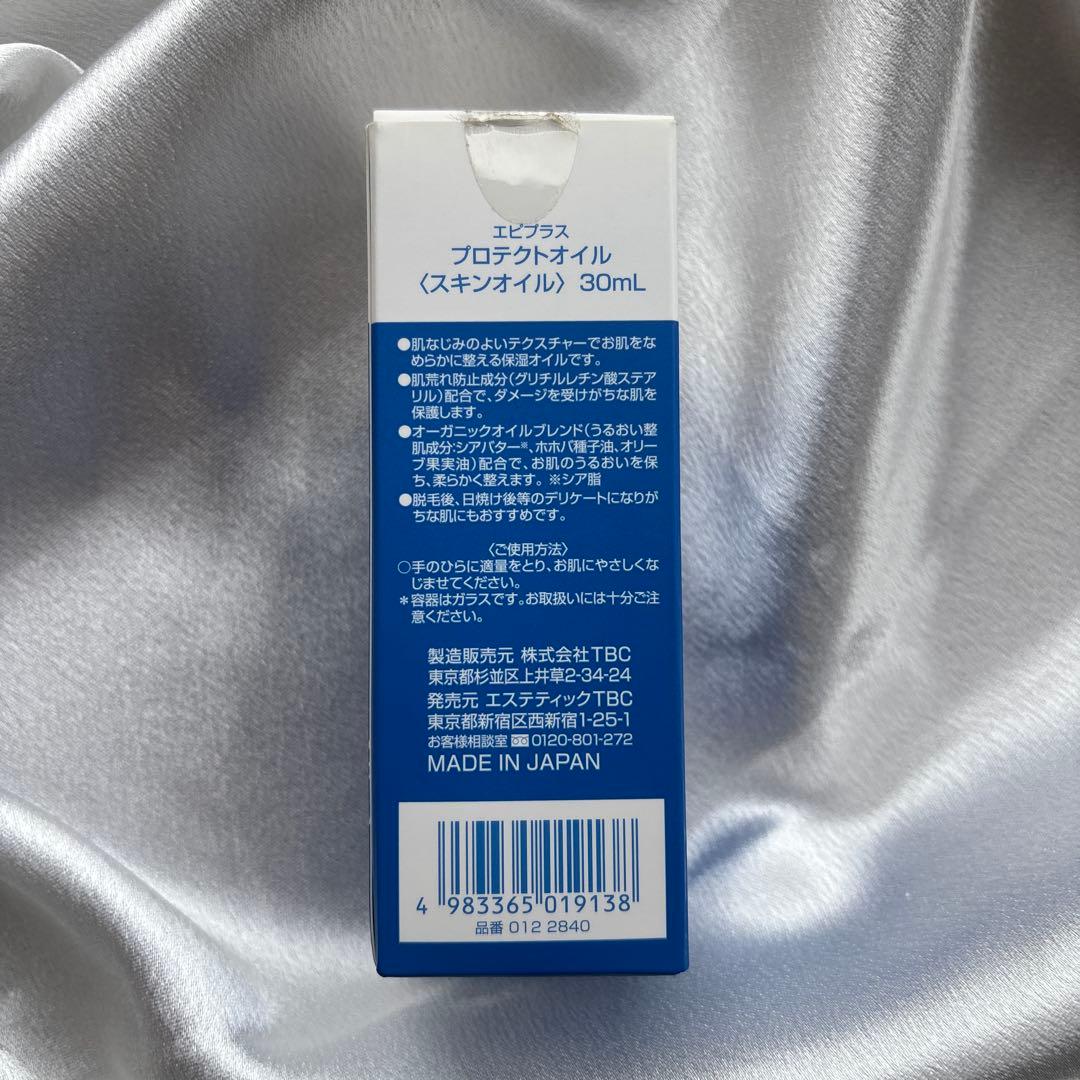 エピプラス
プロテクトオイル
〈スキンオイル〉 30mL
●肌なじみのよいテクスチャーでお肌をな
めらかに整える保湿オイルです。
●肌荒れ防止成分(グリチルレチン酸ステア
リル)配合で、ダメージを受けがちな肌を
保護します。
●オーガニックオイルブレンド(うるおい整
肌成分:シアバター※、ホホバ種子油、オリー
ブ果実油)配合で、お肌のうるおいを保
ち、柔らかく整えます。 ※シア脂
●脱毛後、日焼け後等のデリケートになりが
ちな肌にもおすすめです。
〈ご使用方法〉
○手のひらに適量をとり、お肌にやさしくな
じませてください。
＊容器はガラスです。お取扱いには十分ご注
意ください。
製造販売元 株式会社TBC
東京都杉並区上井草2-34-24
発売元 エステティックTBC
東京都新宿区西新宿1-25-1
お客様相談室 0120-801-272
MADE IN JAPAN
4 983365 019138
品番 012 2840